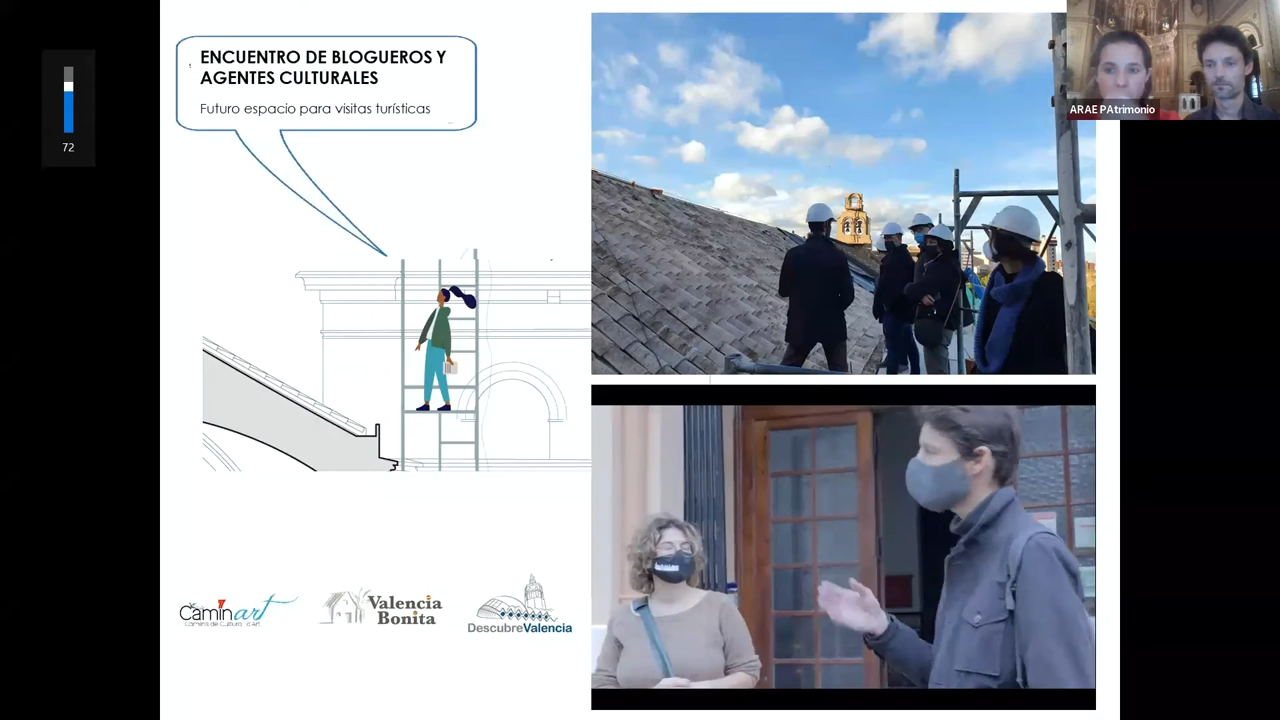 ENCUENTRO DE BLOGUEROS Y
AGENTES CULTURALES
Futuro espacio para visitas turísticas
72
ARAE PAtrimonio
Caminart
Valencia
Bonita
DescubreValencia